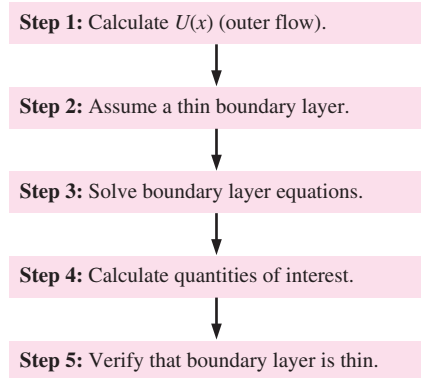 Step 1: Calculate U(x) (outer flow).
Step 2: Assume a thin boundary layer.
Step 3: Solve boundary layer equations.
Step 4: Calculate quantities of interest.
Step 5: Verify that boundary layer is thin.